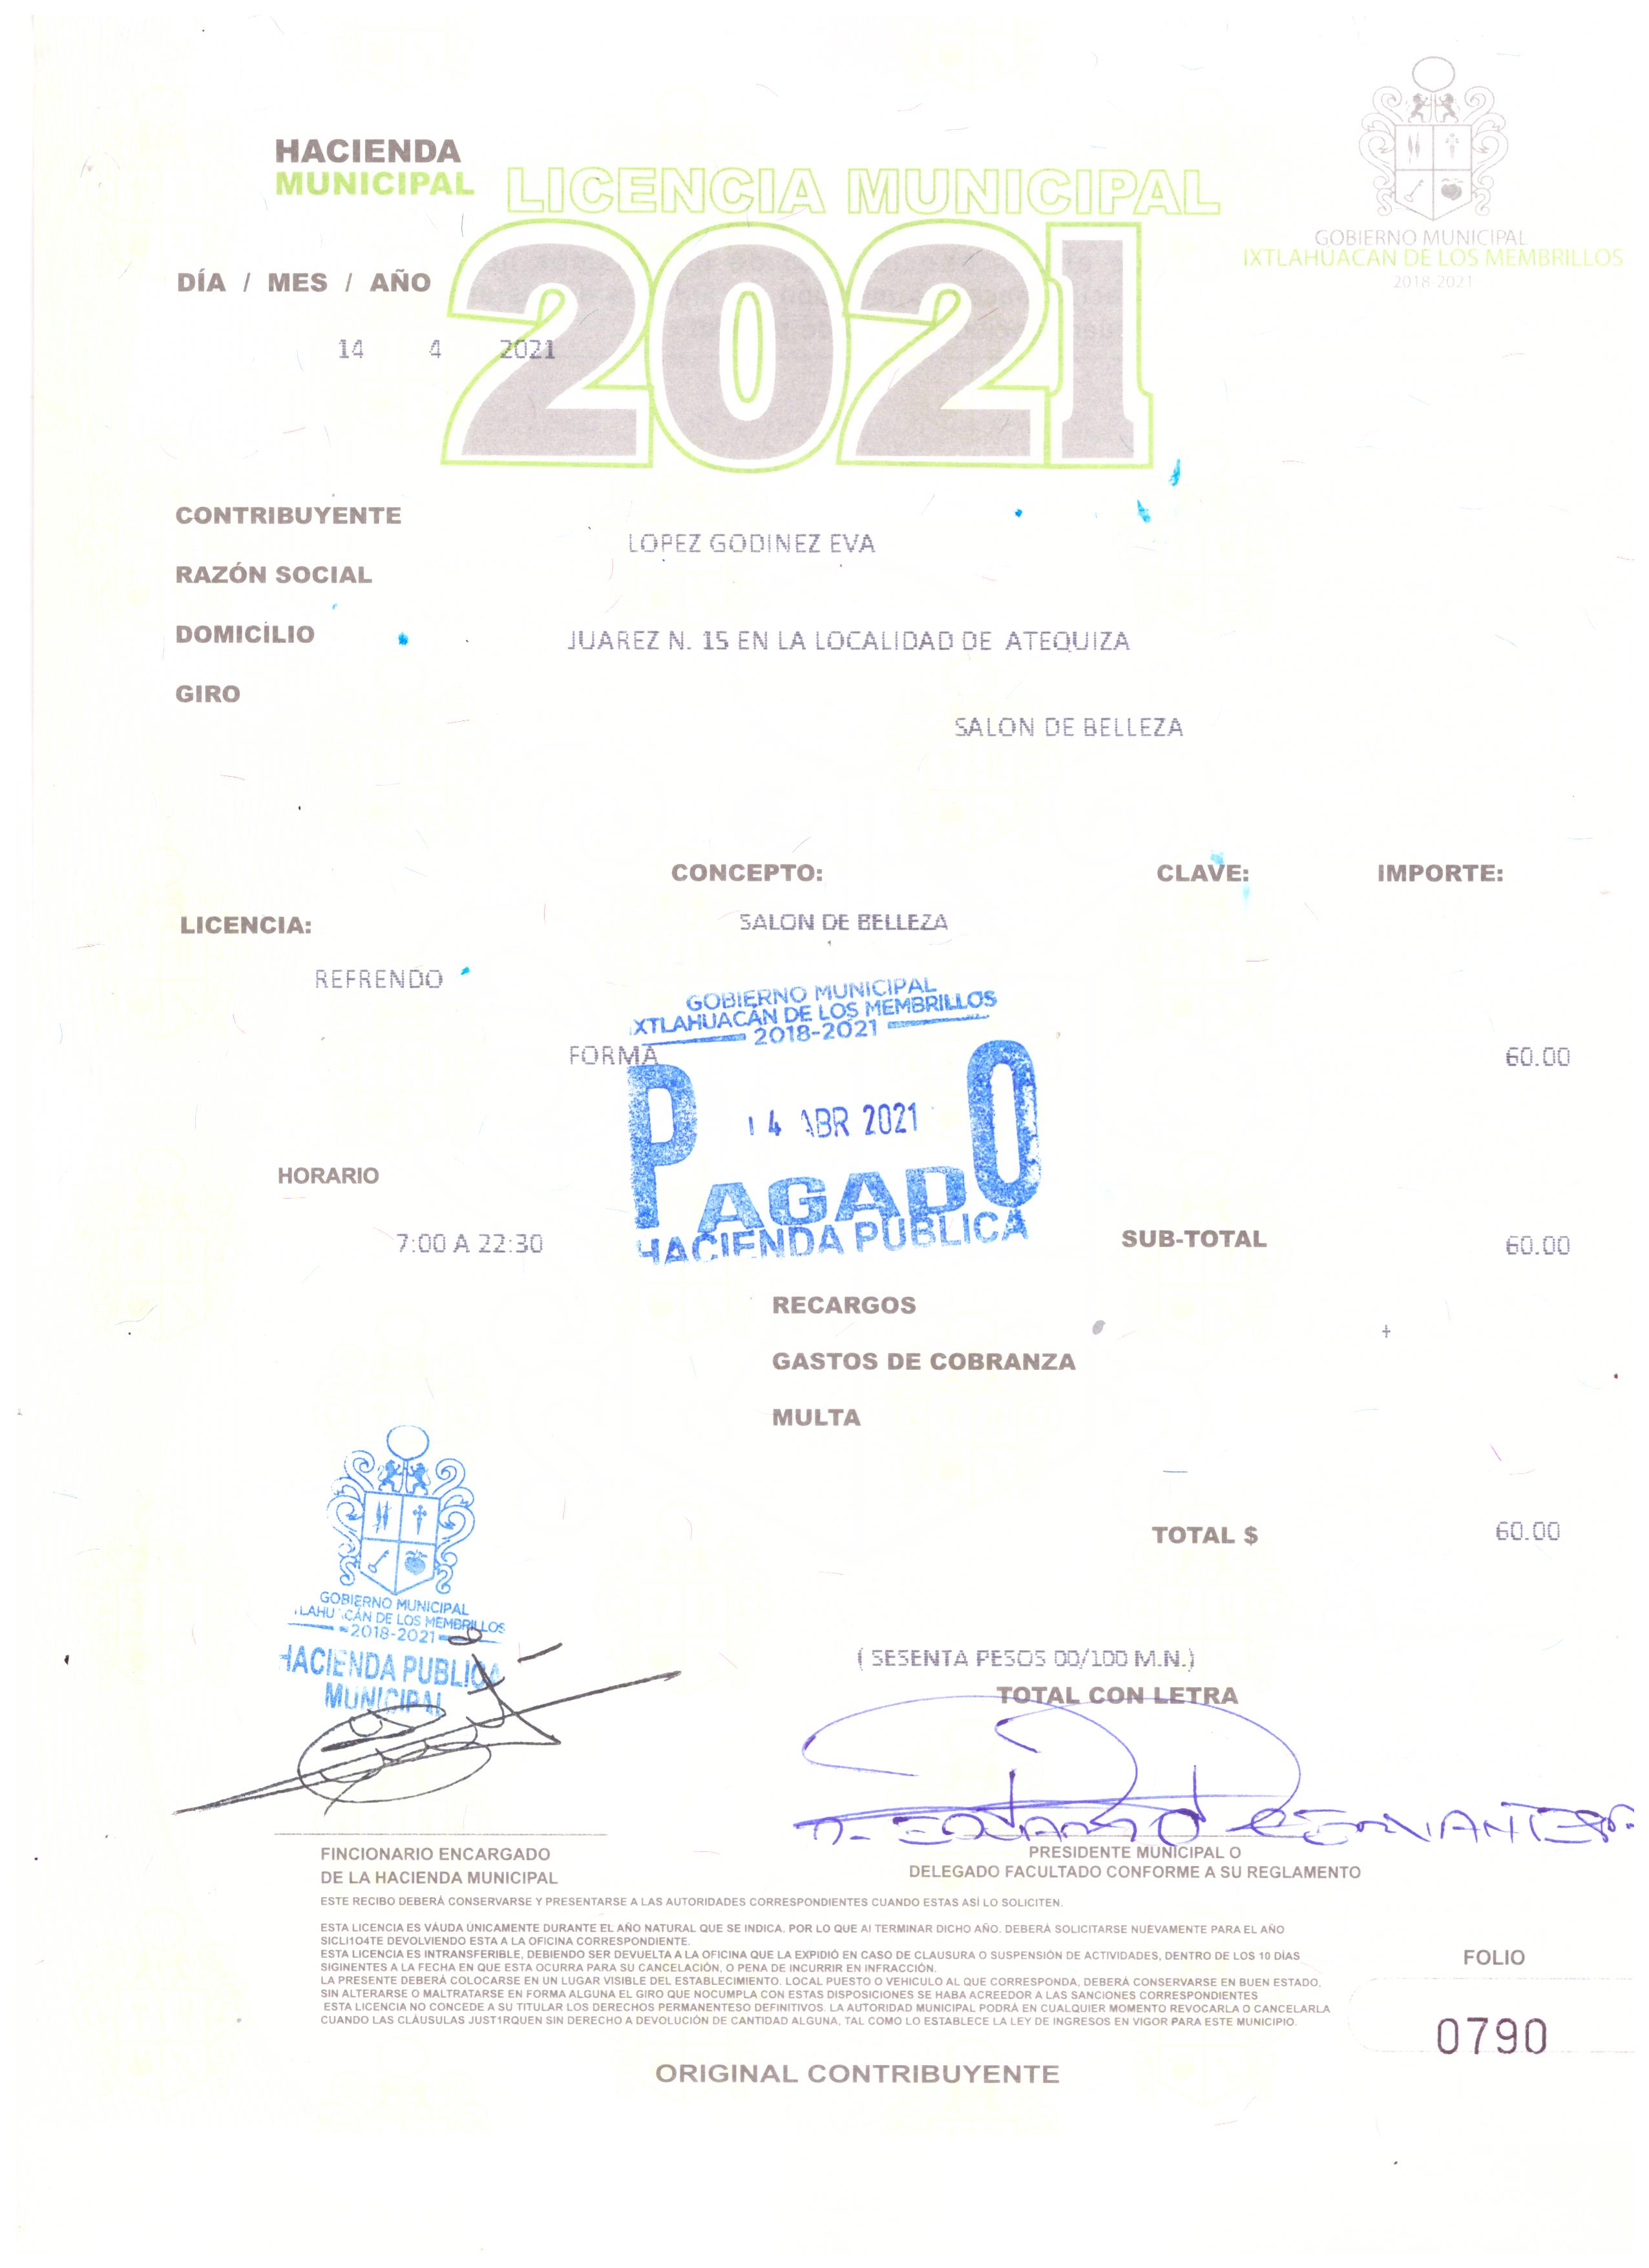 HACIENDA
MUNICIPAL
LICENCIA MUNICIPAL
2021
GOBIERNO MUNICIPAL
IXTLAHUACAN DE LOS MEMBRILLOS
2018-2021
DÍA / MES / AÑO
14 4 2021
CONTRIBUYENTE
LOPEZ GODINEZ EVA
RAZÓN SOCIAL
DOMICÍLIO
JUAREZ N. 15 EN LA LOCALIDAD DE ATEQUIZA
GIRO
SALON DE BELLEZA
CONCEPTO: CLAVE: IMPORTE:
LICENCIA: SALON DE BELLEZA
REFRENDO
GOBIERNO MUNICIPAL
IXTLAHUACÁN DE LOS MEMBRILLOS
2018-2021
FORMA 60.00
14 ABR 2021
PAGADO
HACIENDA PUBLICA
HORARIO
7:00 A 22:30
SUB-TOTAL 60.00
RECARGOS
GASTOS DE COBRANZA
MULTA
TOTAL $ 60.00
GOBIERNO MUNICIPAL
IXTLAHUACÁN DE LOS MEMBRILLOS
2018-2021
HACIENDA PUBLICA
MUNICIPAL
( SESENTA PESOS 00/100 M.N.)
TOTAL CON LETRA
EDUARDO CERVANTES
FINCIONARIO ENCARGADO
DE LA HACIENDA MUNICIPAL
PRESIDENTE MUNICIPAL O
DELEGADO FACULTADO CONFORME A SU REGLAMENTO
ESTE RECIBO DEBERÁ CONSERVARSE Y PRESENTARSE A LAS AUTORIDADES CORRESPONDIENTES CUANDO ESTAS ASÍ LO SOLICITEN.
ESTA LICENCIA ES VÁUDA ÚNICAMENTE DURANTE EL AÑO NATURAL QUE SE INDICA. POR LO QUE AI TERMINAR DICHO AÑO. DEBERÁ SOLICITARSE NUEVAMENTE PARA EL AÑO
SICLI1O4TE DEVOLVIENDO ESTA A LA OFICINA CORRESPONDIENTE.
ESTA LICENCIA ES INTRANSFERIBLE, DEBIENDO SER DEVUELTA A LA OFICINA QUE LA EXPIDIÓ EN CASO DE CLAUSURA O SUSPENSIÓN DE ACTIVIDADES, DENTRO DE LOS 10 DÍAS
SIGINENTES A LA FECHA EN QUE ESTA OCURRA PARA SU CANCELACIÓN, O PENA DE INCURRIR EN INFRACCIÓN.
LA PRESENTE DEBERÁ COLOCARSE EN UN LUGAR VISIBLE DEL ESTABLECIMIENTO. LOCAL PUESTO O VEHICULO AL QUE CORRESPONDA, DEBERÁ CONSERVARSE EN BUEN ESTADO,
SIN ALTERARSE O MALTRATARSE EN FORMA ALGUNA EL GIRO QUE NOCUMPLA CON ESTAS DISPOSICIONES SE HABA ACREEDOR A LAS SANCIONES CORRESPONDIENTES
ESTA LICENCIA NO CONCEDE A SU TITULAR LOS DERECHOS PERMANENTESO DEFINITIVOS. LA AUTORIDAD MUNICIPAL PODRÁ EN CUALQUIER MOMENTO REVOCARLA O CANCELARLA
CUANDO LAS CLÁUSULAS JUST1RQUEN SIN DERECHO A DEVOLUCIÓN DE CANTIDAD ALGUNA, TAL COMO LO ESTABLECE LA LEY DE INGRESOS EN VIGOR PARA ESTE MUNICIPIO.
FOLIO
0790
ORIGINAL CONTRIBUYENTE